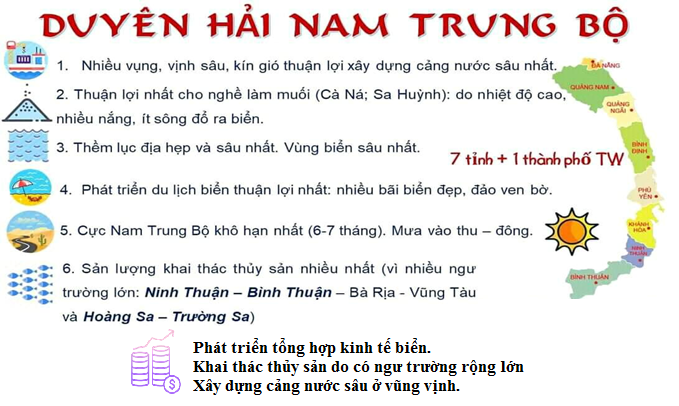 DUYÊN HẢI NAM TRUNG BỘ
1. Nhiều vụng, vịnh sâu, kín gió thuận lợi xây dựng cảng nước sâu nhất.
2. Thuận lợi nhất cho nghề làm muối (Cà Ná; Sa Huỳnh): do nhiệt độ cao,
nhiều nắng, ít sông đổ ra biển.
3. Thềm lục địa hẹp và sâu nhất. Vùng biển sâu nhất.
7 tỉnh + 1 thành phố TW
4. Phát triển du lịch biển thuận lợi nhất: nhiều bãi biển đẹp, đảo ven bờ.
5. Cực Nam Trung Bộ khô hạn nhất (6-7 tháng). Mưa vào thu – đông.
6. Sản lượng khai thác thủy sản nhiều nhất (vì nhiều ngư
trường lớn: Ninh Thuận – Bình Thuận – Bà Rịa - Vũng Tàu
và Hoàng Sa – Trường Sa)
ĐÀ NẴNG
QUẢNG NAM
QUẢNG
NGÃI
BÌNH
ĐỊNH
PHÚ
YÊN
KHÁNH
HÒA
NINH
THUẬN
BÌNH THUẬN
Phát triển tổng hợp kinh tế biển.
Khai thác thủy sản do có ngư trường rộng lớn
Xây dựng cảng nước sâu ở vũng vịnh.